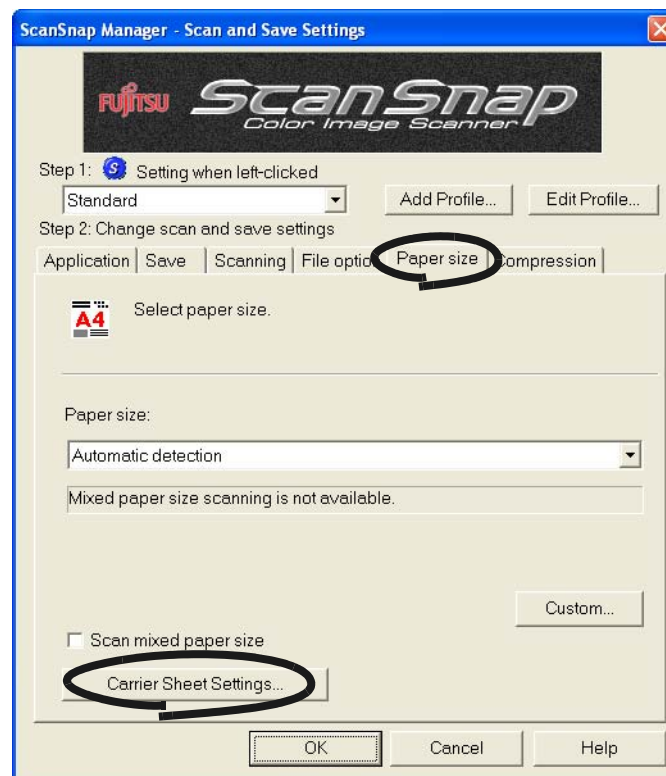 ScanSnap Manager - Scan and Save Settings
FUJITSU ScanSnap
Color Image Scanner
Step 1: S Setting when left-clicked
Standard Add Profile... Edit Profile...
Step 2: Change scan and save settings
Application Save Scanning File optio Paper size ompression
A4 Select paper size.
Paper size:
Automatic detection
Mixed paper size scanning is not available.
Custom...
Scan mixed paper size
Carrier Sheet Settings...
OK Cancel Help